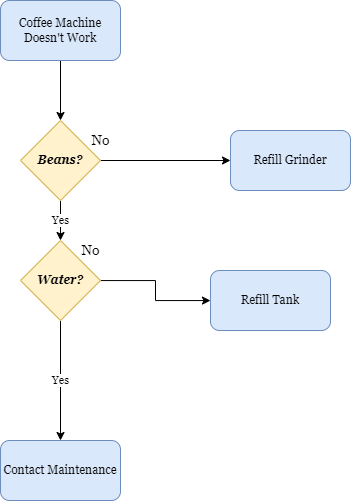 Coffee Machine
Doesn't Work
No
Beans?
Refill Grinder
Yes
No
Water?
Refill Tank
Yes
Contact Maintenance